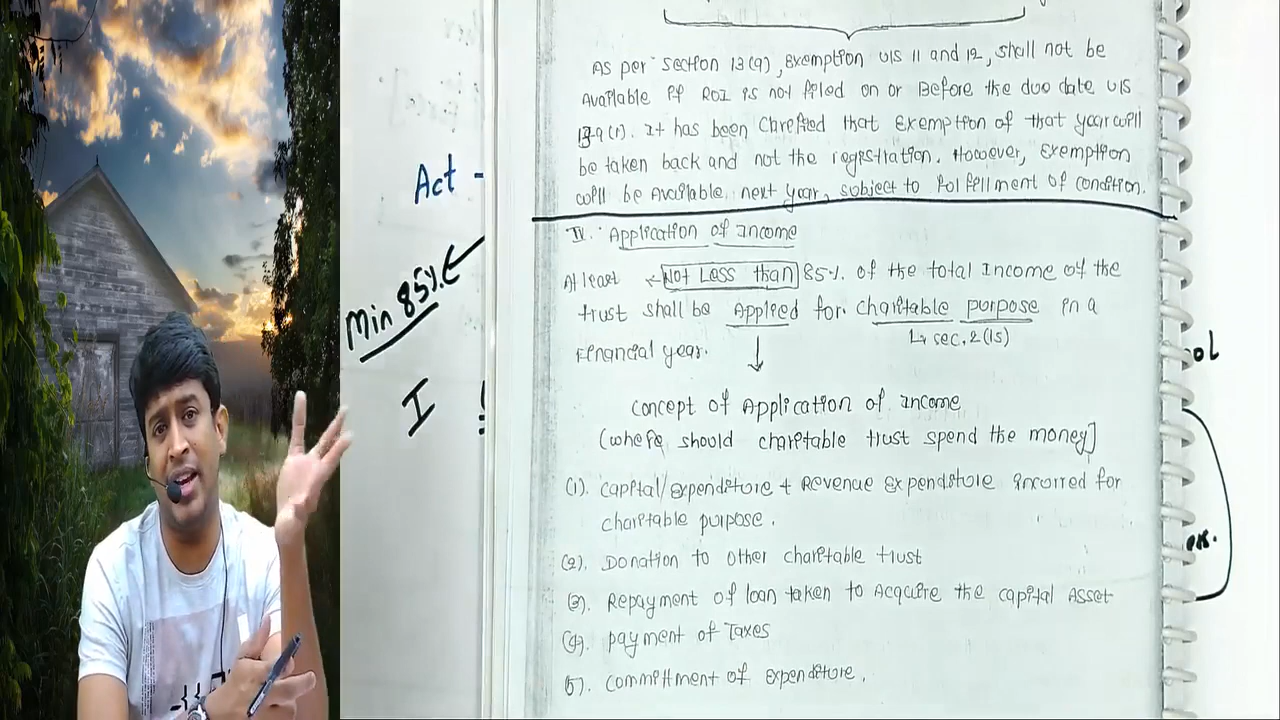 As per section 13(9), exemption u/s 11 and 12, shall not be
Available if ROI is not filed on or Before the due date u/s
139(1). It has been Clarified that exemption of that year will
be taken back and not the registration. However, exemption
will be Available next year, subject to fulfillment of condition.
IV. Application of Income
At least ← Not Less than 85% of the total Income of the
trust shall be Applied for charitable purpose in a
↳ sec. 2(15)
Financial year. ↓
Concept of Application of Income
(where should charitable trust spend the money]
(1). Capital/expenditure + Revenue expenditure incurred for
charitable purpose.
(2). Donation to other charitable trust
(3). Repayment of loan taken to Acquire the capital Asset
(4). Payment of Taxes
(5). Commitment of expenditure.
Act -
Min 85% ←
I
ol
ex.